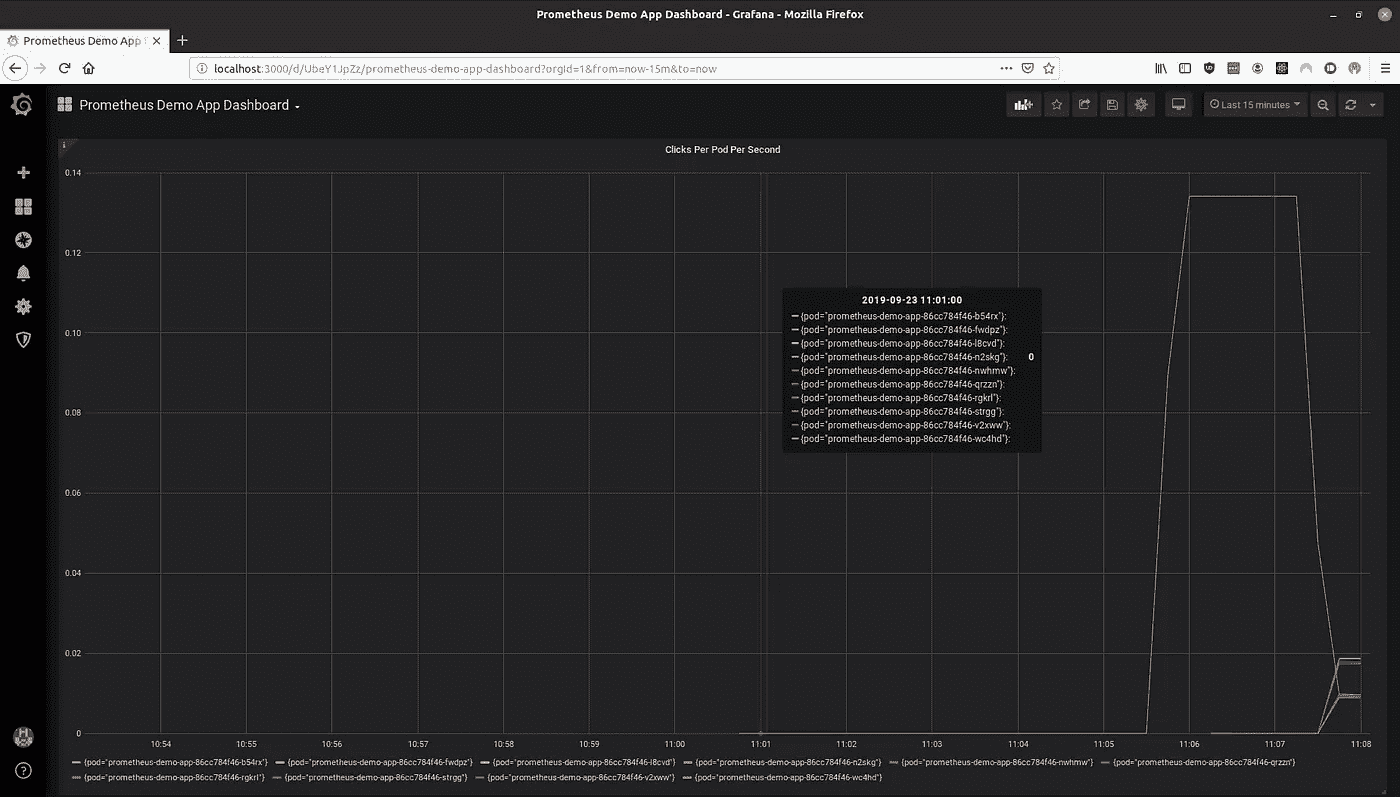 Prometheus Demo App Dashboard - Grafana - Mozilla Firefox
Prometheus Demo App
localhost:3000/d/UbeY1JpZz/prometheus-demo-app-dashboard?orgId=1&from=now-15m&to=now
Prometheus Demo App Dashboard
Last 15 minutes
Clicks Per Pod Per Second
0.14
0.12
0.10
0.08
0.06
0.04
0.02
0
2019-09-23 11:01:00
{pod="prometheus-demo-app-86cc784f46-b54rx"}:
{pod="prometheus-demo-app-86cc784f46-fwdpz"}:
{pod="prometheus-demo-app-86cc784f46-l8cvd"}:
{pod="prometheus-demo-app-86cc784f46-n2skg"}: 0
{pod="prometheus-demo-app-86cc784f46-nwhmw"}:
{pod="prometheus-demo-app-86cc784f46-qrzzn"}:
{pod="prometheus-demo-app-86cc784f46-rgkrl"}:
{pod="prometheus-demo-app-86cc784f46-strgg"}:
{pod="prometheus-demo-app-86cc784f46-v2xww"}:
{pod="prometheus-demo-app-86cc784f46-wc4hd"}:
10:54 10:55 10:56 10:57 10:58 10:59 11:00 11:01 11:02 11:03 11:04 11:05 11:06 11:07 11:08
{pod="prometheus-demo-app-86cc784f46-b54rx"} {pod="prometheus-demo-app-86cc784f46-fwdpz"} {pod="prometheus-demo-app-86cc784f46-l8cvd"} {pod="prometheus-demo-app-86cc784f46-n2skg"} {pod="prometheus-demo-app-86cc784f46-nwhmw"} {pod="prometheus-demo-app-86cc784f46-qrzzn"}
{pod="prometheus-demo-app-86cc784f46-rgkrl"} {pod="prometheus-demo-app-86cc784f46-strgg"} {pod="prometheus-demo-app-86cc784f46-v2xww"} {pod="prometheus-demo-app-86cc784f46-wc4hd"}